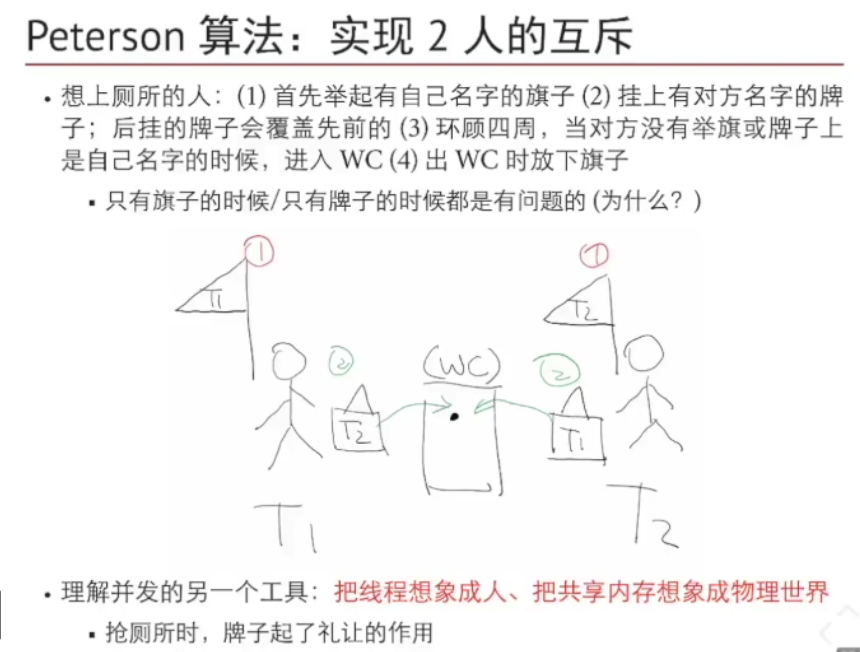 Peterson 算法：实现 2 人的互斥
• 想上厕所的人：(1) 首先举起有自己名字的旗子 (2) 挂上有对方名字的牌
子；后挂的牌子会覆盖先前的 (3) 环顾四周，当对方没有举旗或牌子上
是自己名字的时候，进入 WC (4) 出 WC 时放下旗子
▪ 只有旗子的时候/只有牌子的时候都是有问题的 (为什么？)
① ①
T1 T2
② (WC) ②
T2 T1
T1 T2
• 理解并发的另一个工具：把线程想象成人、把共享内存想象成物理世界
▪ 抢厕所时，牌子起了礼让的作用